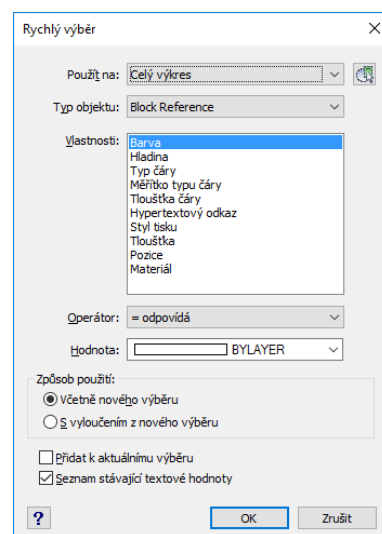 Rychlý výběr
Použít na: Celý výkres
Typ objektu: Block Reference
Vlastnosti: Barva
Hladina
Typ čáry
Měřítko typu čáry
Tloušťka čáry
Hypertextový odkaz
Styl tisku
Tloušťka
Pozice
Materiál
Operátor: = odpovídá
Hodnota: BYLAYER
Způsob použití:
Včetně nového výběru
S vyloučením z nového výběru
Přidat k aktuálnímu výběru
Seznam stávající textové hodnoty
? OK Zrušit